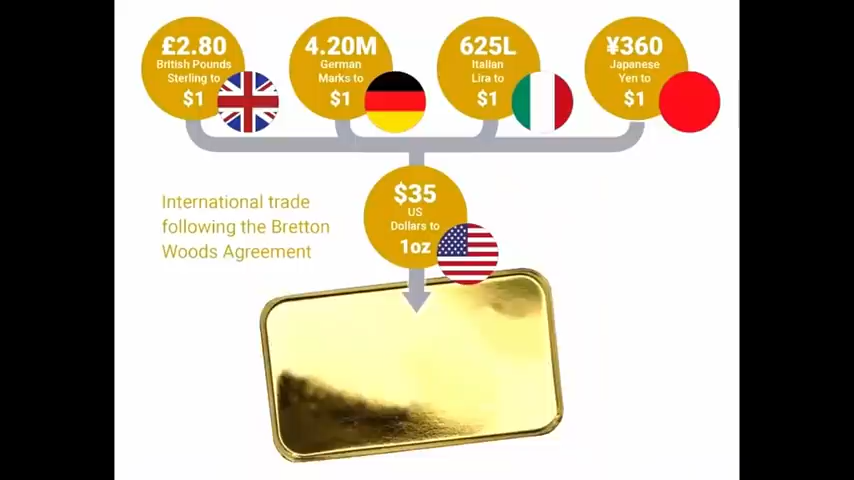 £2.80
British Pounds
Sterling to
$1
4.20M
German
Marks to
$1
625L
Italian
Lira to
$1
¥360
Japanese
Yen to
$1
$35
US
Dollars to
1oz
International trade
following the Bretton
Woods Agreement